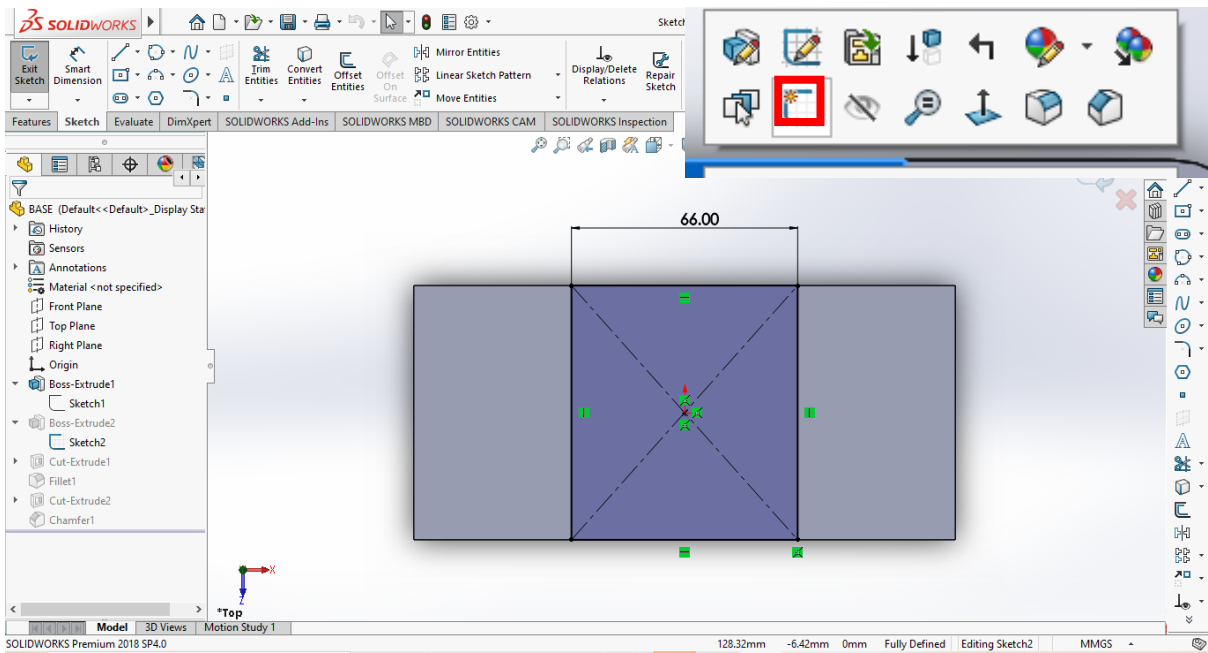 SOLIDWORKS
Sketch
Exit Sketch
Smart Dimension
Trim Entities
Convert Entities
Offset Entities
Offset On Surface
Mirror Entities
Linear Sketch Pattern
Move Entities
Display/Delete Relations
Repair Sketch
Features Sketch Evaluate DimXpert SOLIDWORKS Add-Ins SOLIDWORKS MBD SOLIDWORKS CAM SOLIDWORKS Inspection
BASE (Default<<Default>_Display Sta
History
Sensors
Annotations
Material <not specified>
Front Plane
Top Plane
Right Plane
Origin
Boss-Extrude1
Sketch1
Boss-Extrude2
Sketch2
Cut-Extrude1
Fillet1
Cut-Extrude2
Chamfer1
66.00
X
Z
*Top
Model 3D Views Motion Study 1
SOLIDWORKS Premium 2018 SP4.0 128.32mm -6.42mm 0mm Fully Defined Editing Sketch2 MMGS